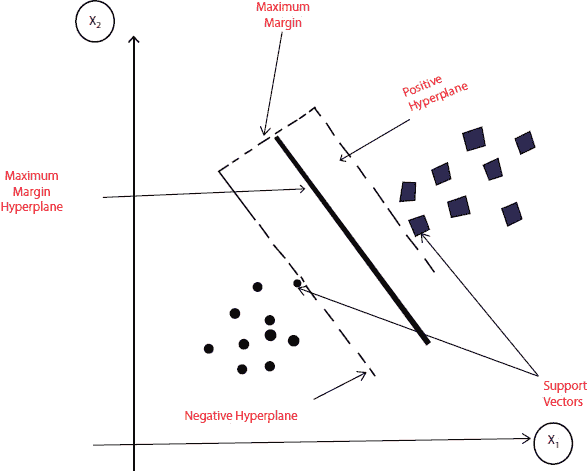 Maximum
Margin
X2
Positive
Hyperplane
Maximum
Margin
Hyperplane
Support
Vectors
Negative Hyperplane
X1